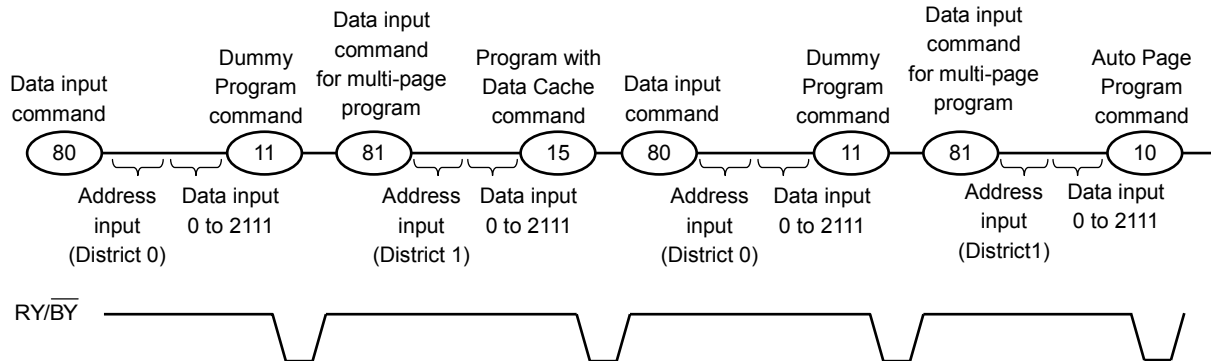 Data input
command
80
Address
input
(District 0)
Data input
0 to 2111
Dummy
Program
command
11
Data input
command
for multi-page
program
81
Address
input
(District 1)
Data input
0 to 2111
Program with
Data Cache
command
15
Data input
command
80
Address
input
(District 0)
Data input
0 to 2111
Dummy
Program
command
11
Data input
command
for multi-page
program
81
Address
input
(District1)
Data input
0 to 2111
Auto Page
Program
command
10
RY/B̅Y̅